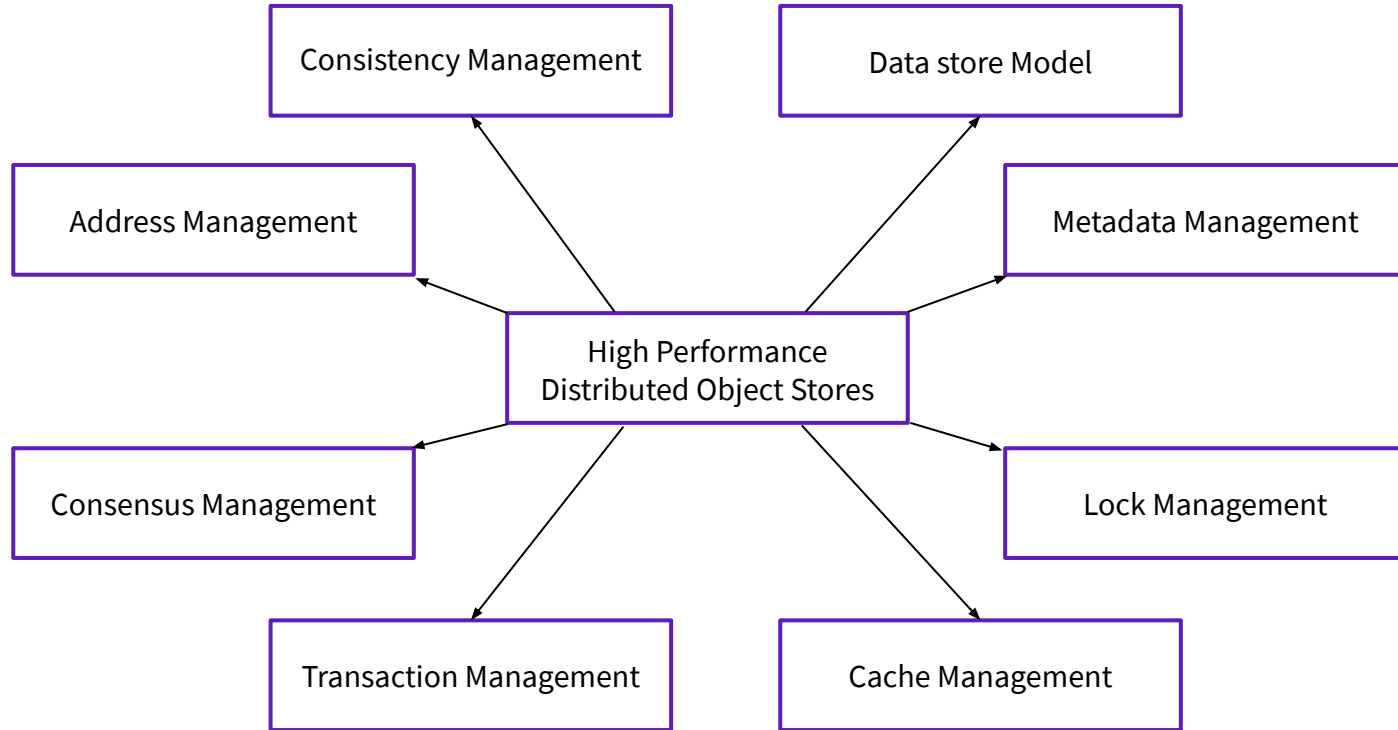 Consistency Management
Data store Model
Address Management
Metadata Management
High Performance
Distributed Object Stores
Consensus Management
Lock Management
Transaction Management
Cache Management